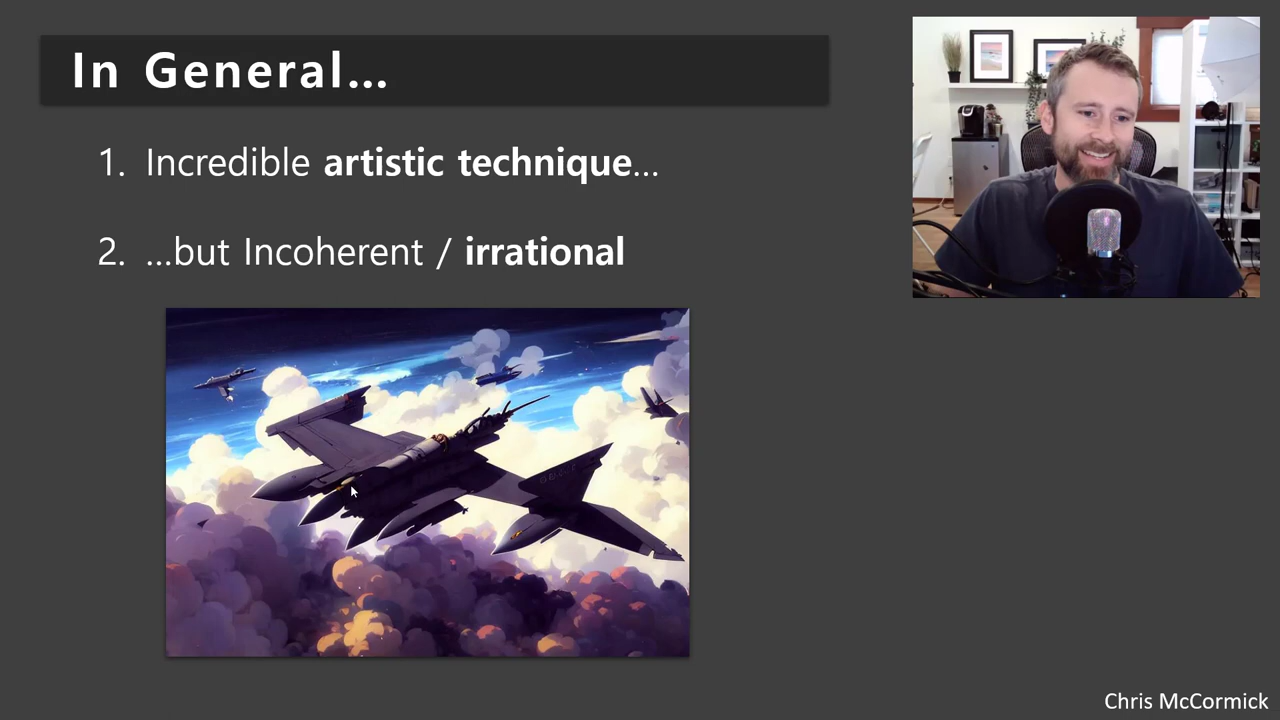 In General...
1. Incredible artistic technique...
2. ...but Incoherent / irrational
Chris McCormick